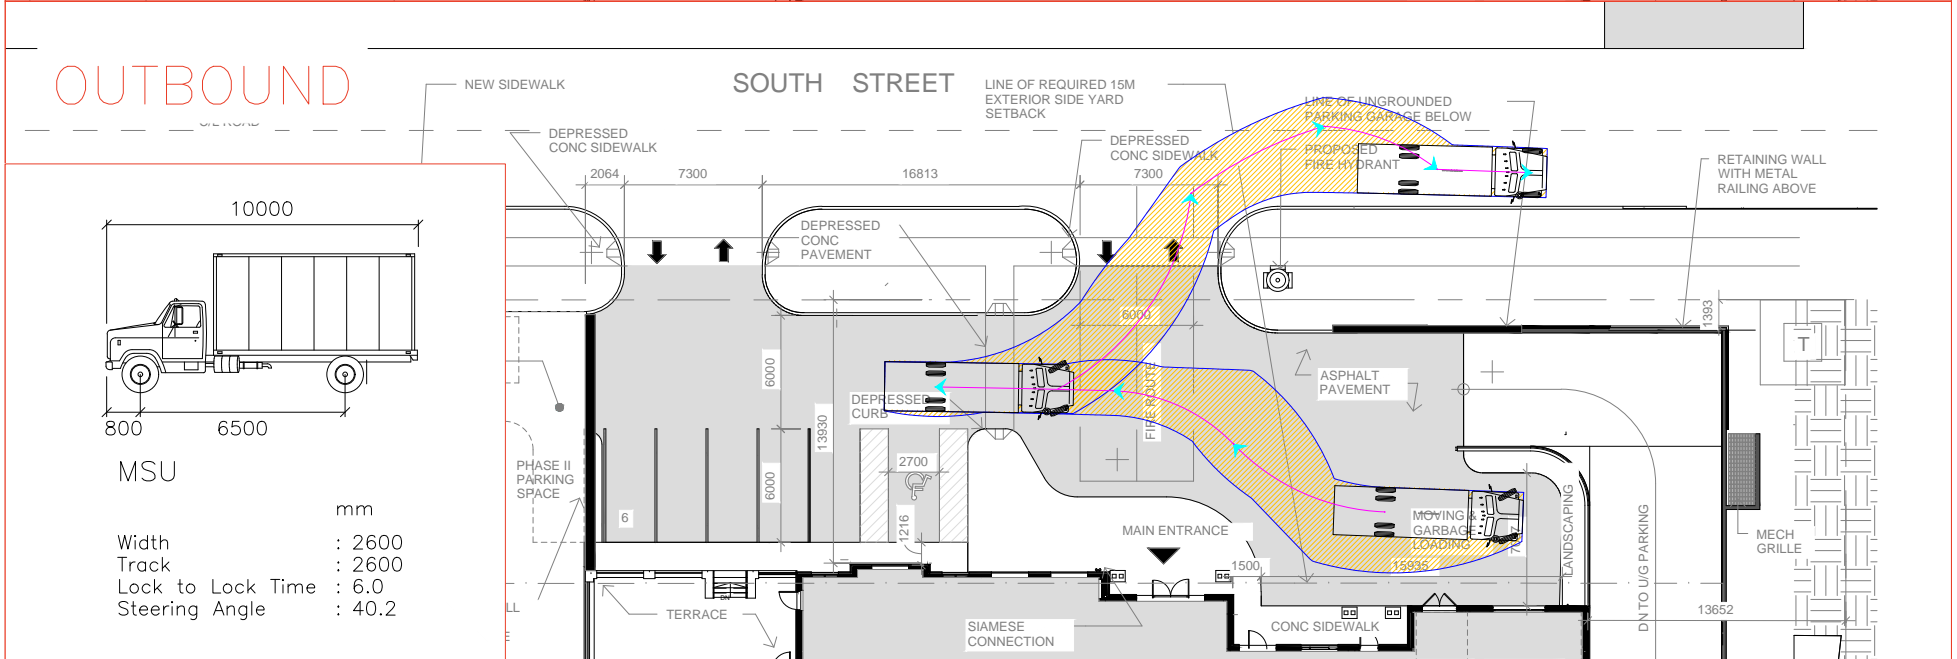 OUTBOUND
NEW SIDEWALK
SOUTH STREET
LINE OF REQUIRED 15M
EXTERIOR SIDE YARD
SETBACK
LINE OF UNGROUNDED
PARKING GARAGE BELOW
DEPRESSED
CONC SIDEWALK
DEPRESSED
CONC SIDEWALK
PROPOSED
FIRE HYDRANT
RETAINING WALL
WITH METAL
RAILING ABOVE
2064
7300
16813
7300
10000
DEPRESSED
CONC
PAVEMENT
6000
1393
T
6000
ASPHALT
PAVEMENT
DEPRESSED
CURB
FIRE ROUTE
13930
800
6500
MSU
PHASE II
PARKING
SPACE
2700
6000
6
1216
MAIN ENTRANCE
MOVING &
GARBAGE
LOADING
LANDSCAPING
DN TO U/G PARKING
MECH
GRILLE
mm
Width : 2600
Track : 2600
Lock to Lock Time : 6.0
Steering Angle : 40.2
1500
15935
DN
TERRACE
SIAMESE
CONNECTION
CONC SIDEWALK
13652